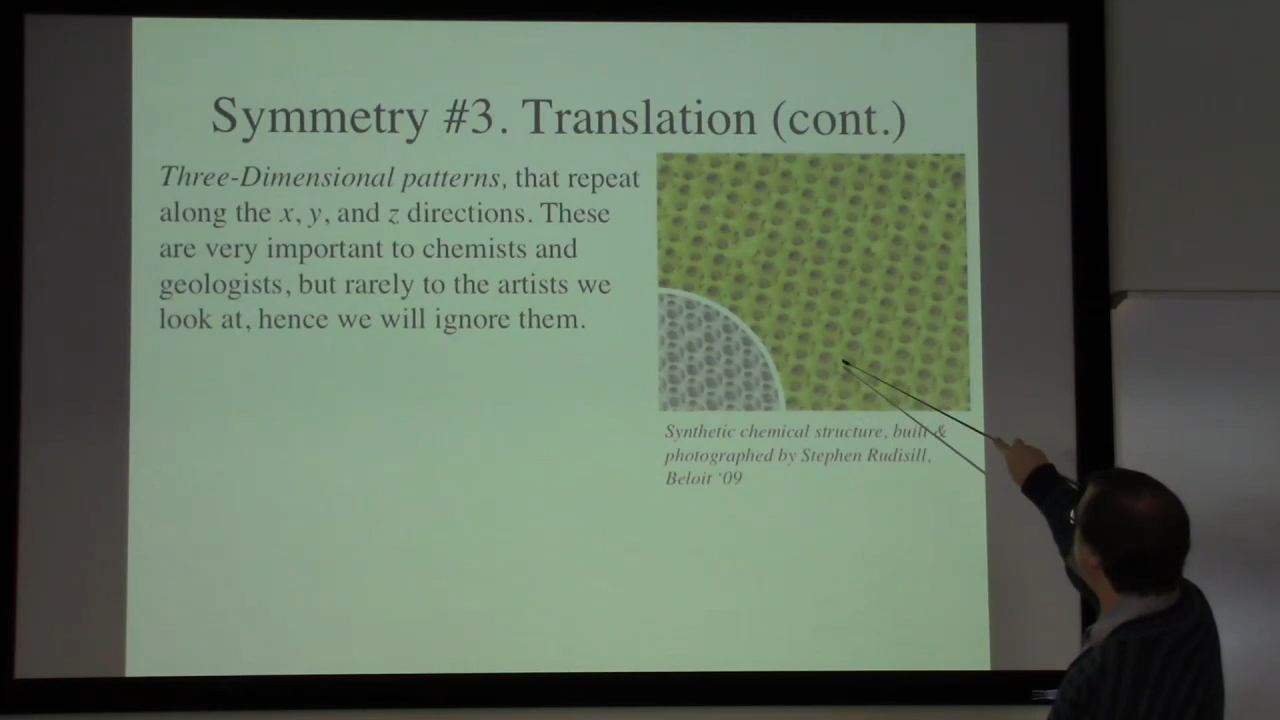 Symmetry #3. Translation (cont.)
Three-Dimensional patterns, that repeat
along the x, y, and z directions. These
are very important to chemists and
geologists, but rarely to the artists we
look at, hence we will ignore them.
Synthetic chemical structure, built &
photographed by Stephen Rudisill,
Beloit ‘09